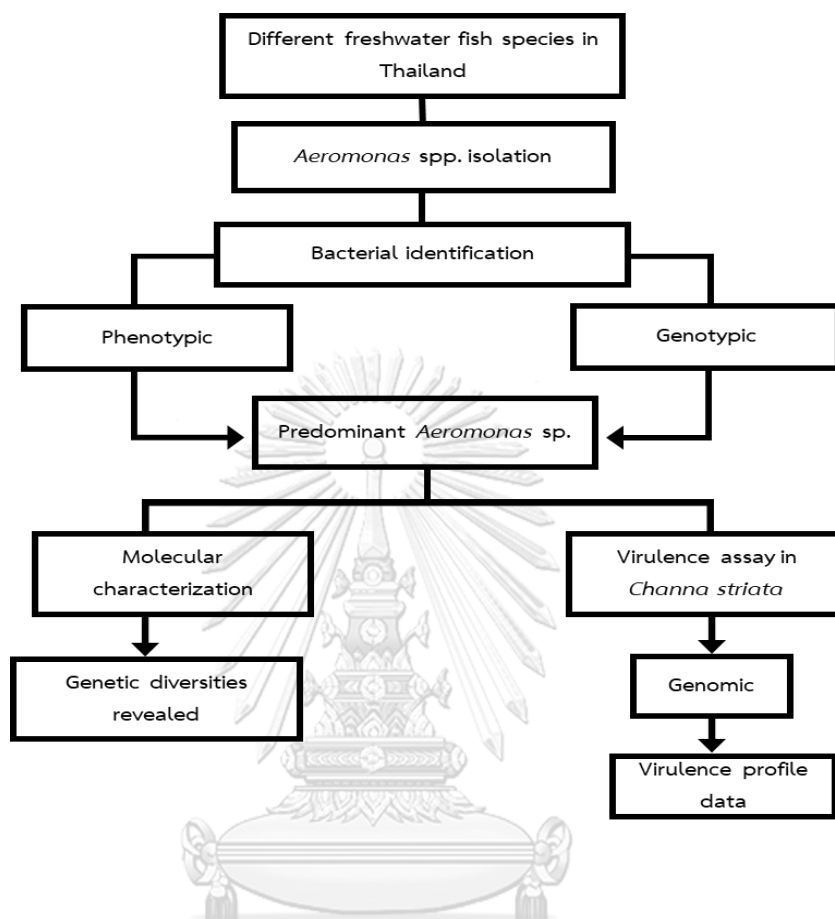 Different freshwater fish species in
Thailand
Aeromonas spp. isolation
Bacterial identification
Phenotypic
Genotypic
Predominant Aeromonas sp.
Molecular
characterization
Virulence assay in
Channa striata
Genetic diversities
revealed
Genomic
Virulence profile
data